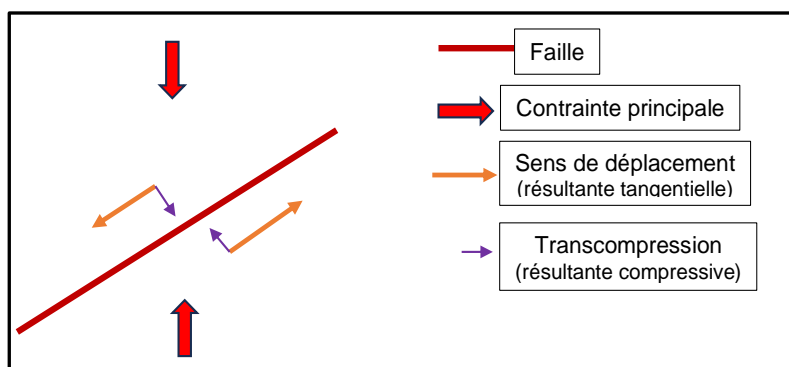 Faille
Contrainte principale
Sens de déplacement
(résultante tangentielle)
Transcompression
(résultante compressive)